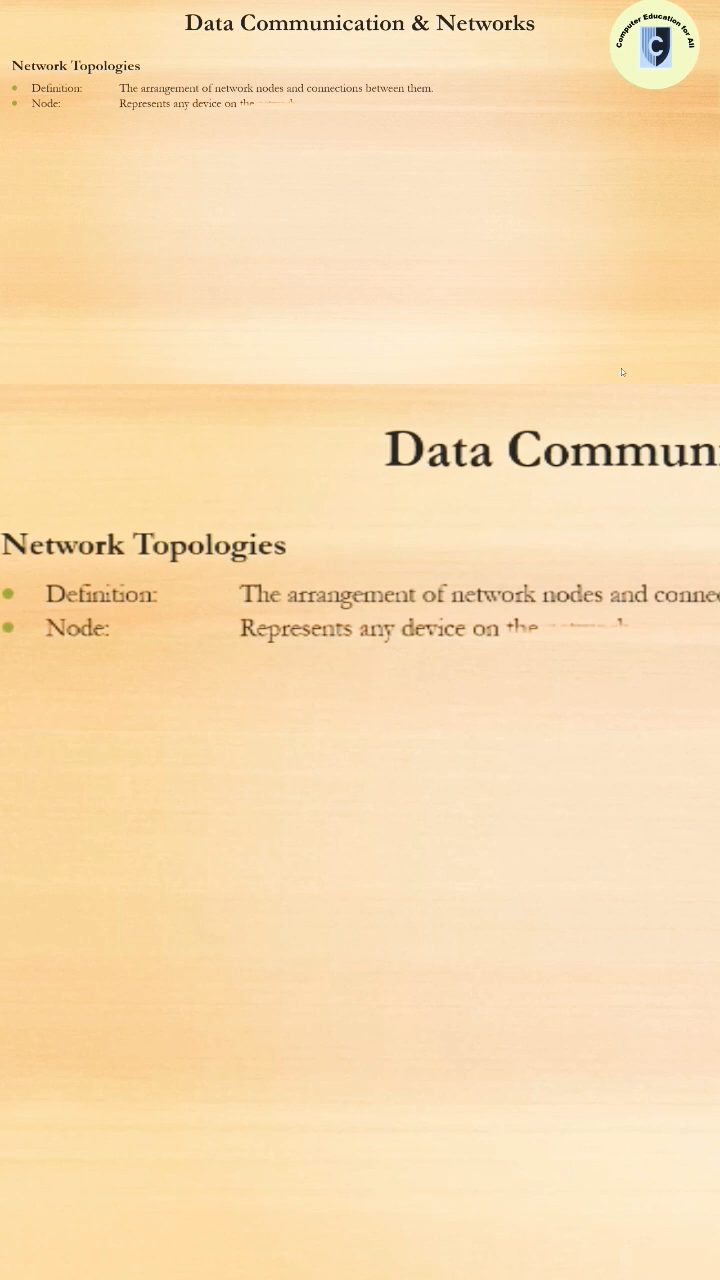 Data Communication & Networks
Computer Education for All
C
Network Topologies
Definition: The arrangement of network nodes and connections between them.
Node: Represents any device on the
Data Communi
Network Topologies
Definition: The arrangement of network nodes and connec
Node: Represents any device on the